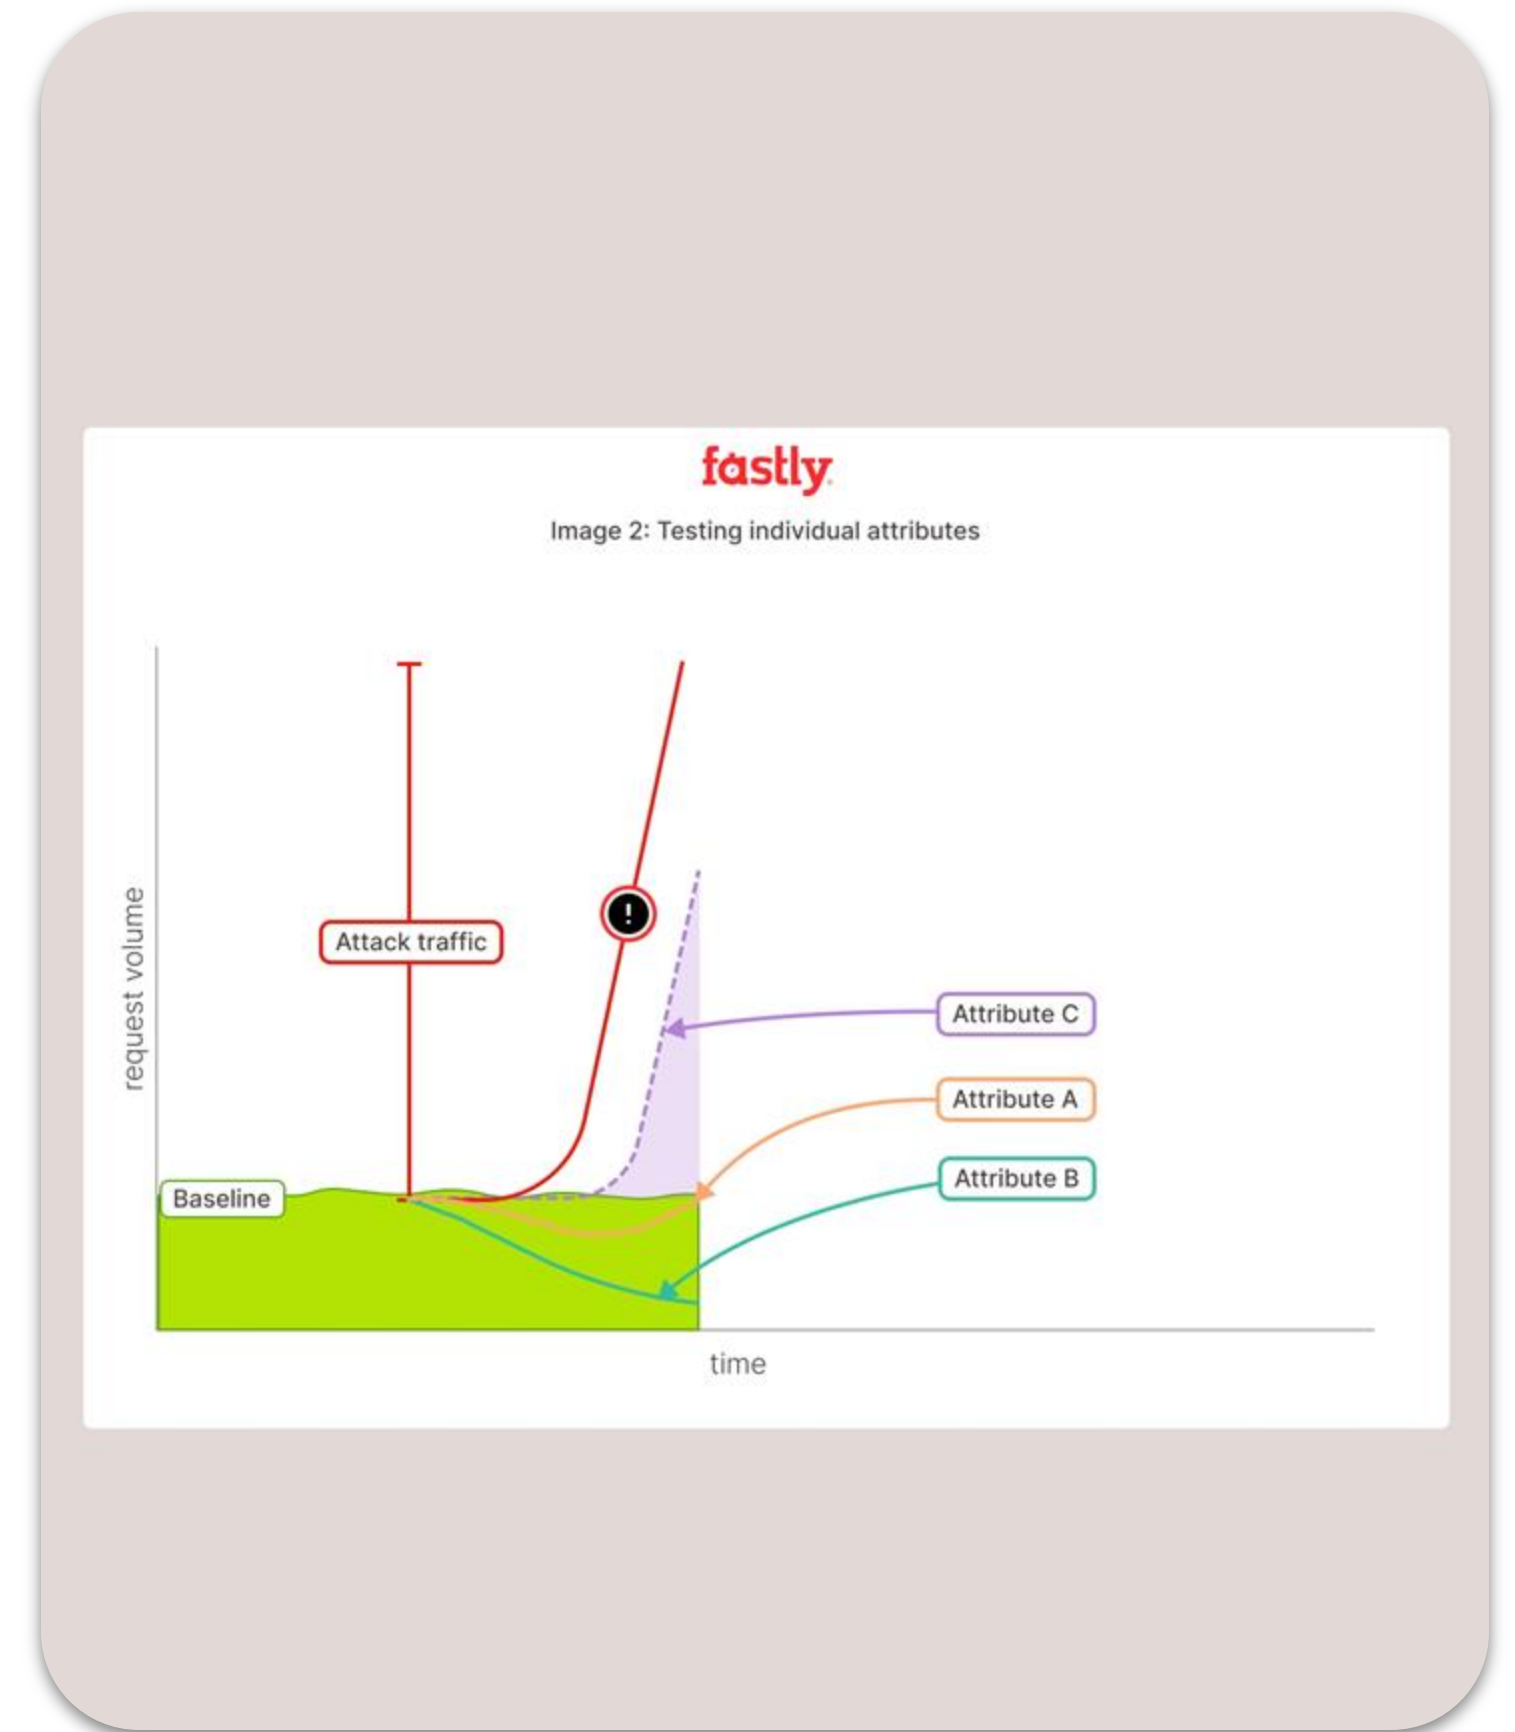 fastly
Image 2: Testing individual attributes
!
Attack traffic
request volume
Attribute C
Attribute A
Attribute B
Baseline
time